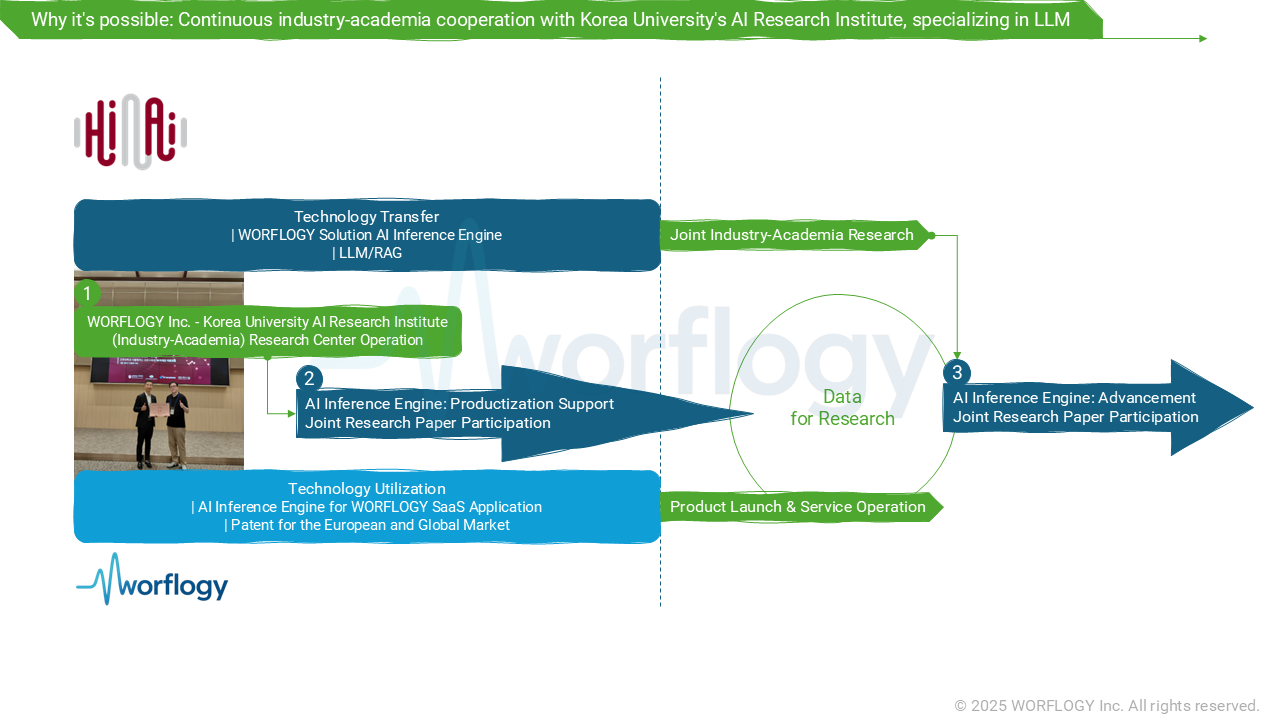 Why it's possible: Continuous industry-academia cooperation with Korea University's AI Research Institute, specializing in LLM
Hi Ai
Technology Transfer
| WORFLOGY Solution AI Inference Engine
| LLM/RAG
Joint Industry-Academia Research
1
WORFLOGY Inc. - Korea University AI Research Institute
(Industry-Academia) Research Center Operation
worflogy
2
AI Inference Engine: Productization Support
Joint Research Paper Participation
Data
for Research
3
AI Inference Engine: Advancement
Joint Research Paper Participation
Technology Utilization
| AI Inference Engine for WORFLOGY SaaS Application
| Patent for the European and Global Market
Product Launch & Service Operation
worflogy
© 2025 WORFLOGY Inc. All rights reserved.